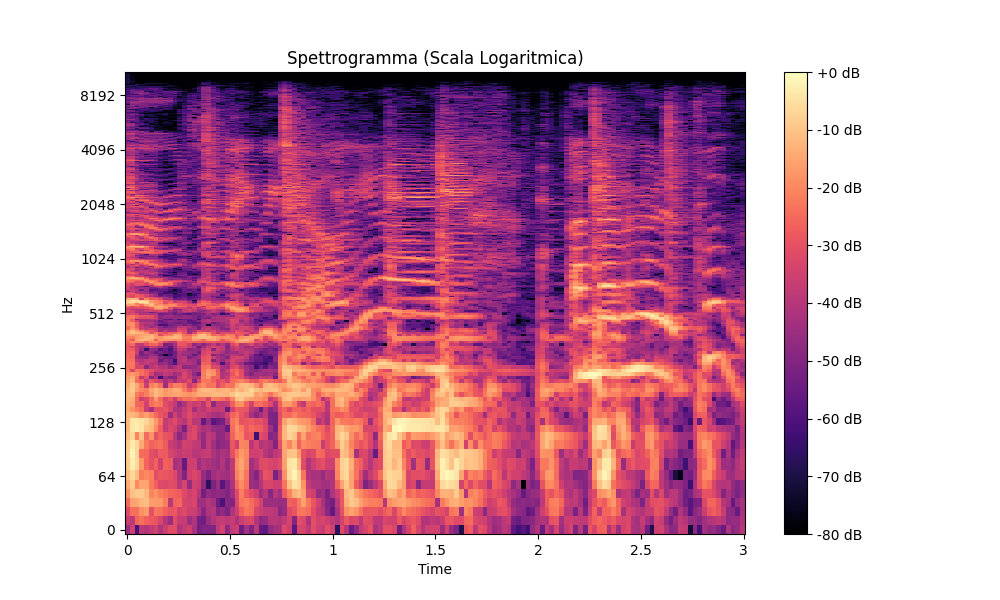 Spettrogramma (Scala Logaritmica)
Hz
8192
4096
2048
1024
512
256
128
64
0
0
0.5
1
1.5
2
2.5
3
Time
+0 dB
-10 dB
-20 dB
-30 dB
-40 dB
-50 dB
-60 dB
-70 dB
-80 dB